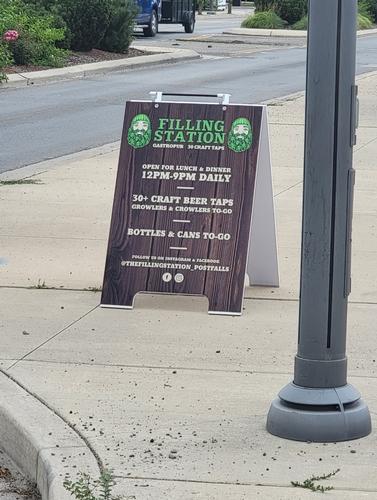 FILLING
STATION
GASTROPUB 30 CRAFT TAPS
OPEN FOR LUNCH & DINNER
12PM-9PM DAILY
30+ CRAFT BEER TAPS
GROWLERS & CROWLERS TO-GO
BOTTLES & CANS TO-GO
FOLLOW US ON INSTAGRAM & FACEBOOK
@THEFILLINGSTATION_POSTFALLS